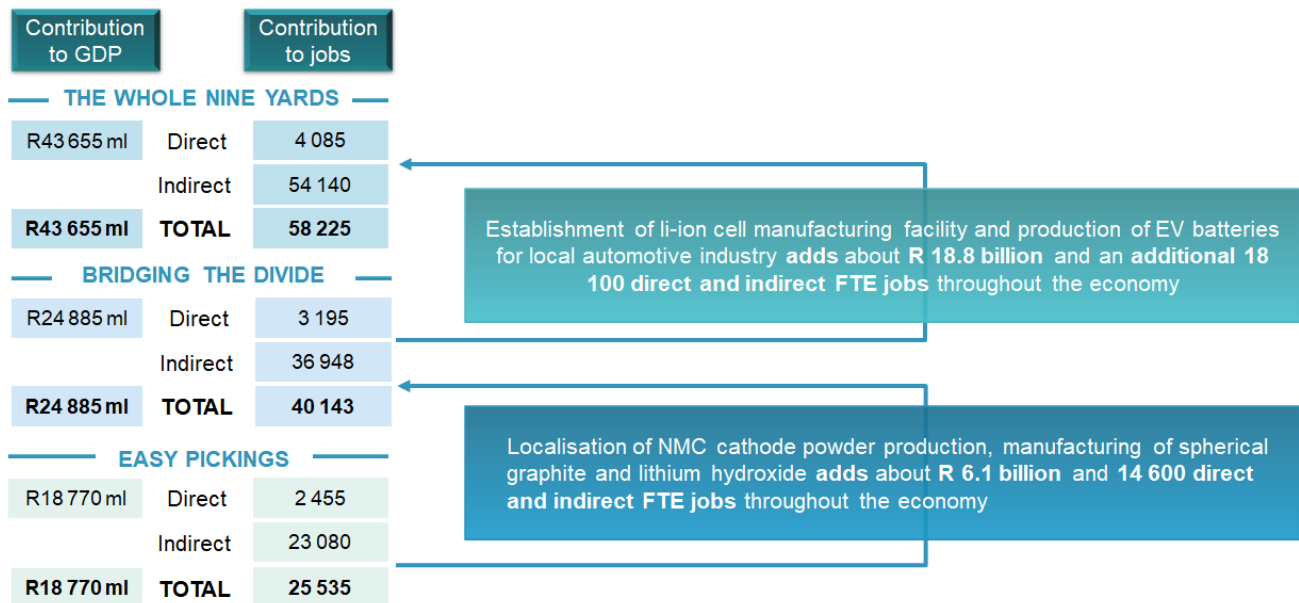 Contribution
to GDP
Contribution
to jobs
THE WHOLE NINE YARDS
R43 655 ml Direct 4 085
Indirect 54 140
R43 655 ml TOTAL 58 225
BRIDGING THE DIVIDE
R24 885 ml Direct 3 195
Indirect 36 948
R24 885 ml TOTAL 40 143
EASY PICKINGS
R18 770 ml Direct 2 455
Indirect 23 080
R18 770 ml TOTAL 25 535
Establishment of li-ion cell manufacturing facility and production of EV batteries
for local automotive industry adds about R 18.8 billion and an additional 18
100 direct and indirect FTE jobs throughout the economy
Localisation of NMC cathode powder production, manufacturing of spherical
graphite and lithium hydroxide adds about R 6.1 billion and 14 600 direct
and indirect FTE jobs throughout the economy